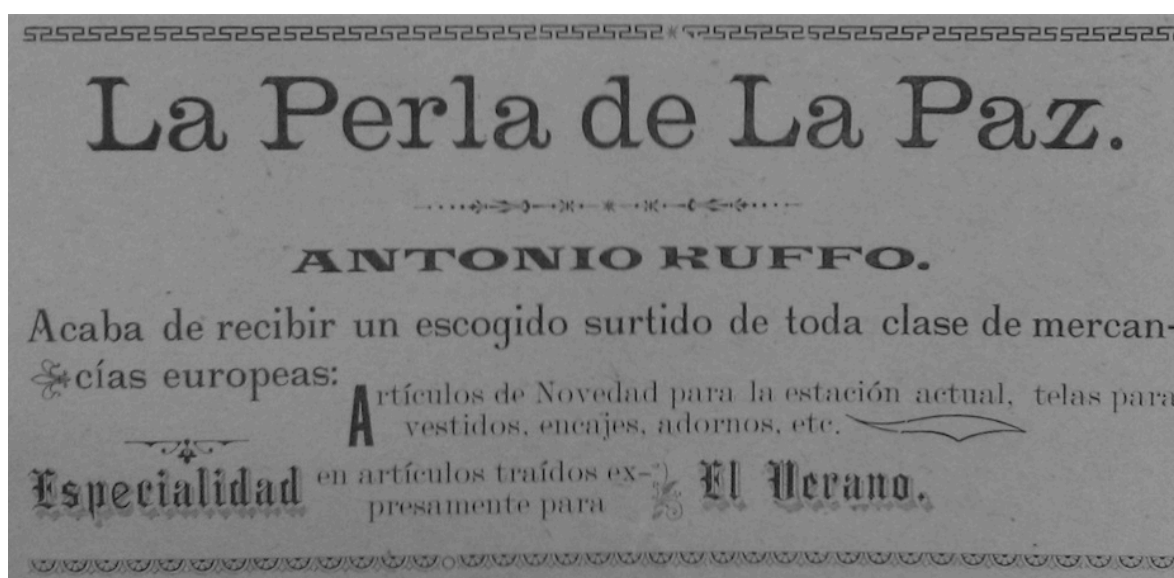 La Perla de La Paz.
ANTONIO RUFFO.
Acaba de recibir un escogido surtido de toda clase de mercan-
cías europeas:
Artículos de Novedad para la estación actual, telas para
vestidos, encajes, adornos, etc.
Especialidad en artículos traídos ex-
presamente para El Verano.